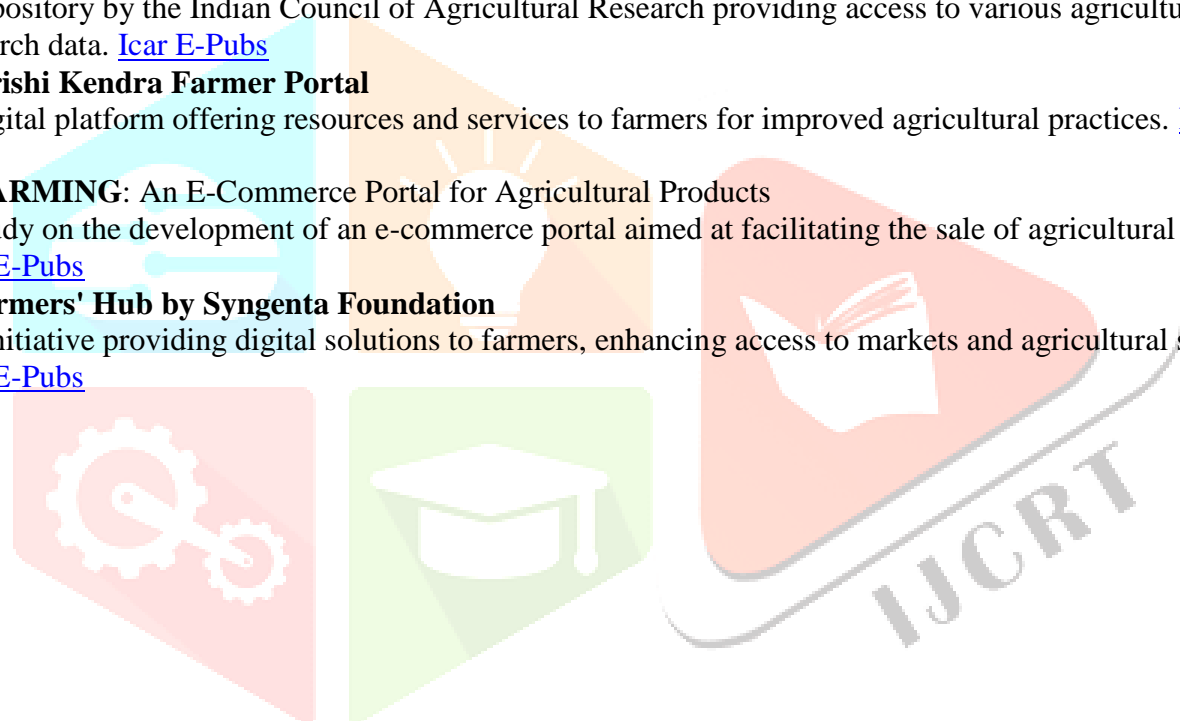 pository by the Indian Council of Agricultural Research providing access to various agricultu
rch data. Icar E-Pubs
rishi Kendra Farmer Portal
gital platform offering resources and services to farmers for improved agricultural practices.
ARMING: An E-Commerce Portal for Agricultural Products
dy on the development of an e-commerce portal aimed at facilitating the sale of agricultural
E-Pubs
rmers' Hub by Syngenta Foundation
nitiative providing digital solutions to farmers, enhancing access to markets and agricultural s
E-Pubs
IJCRT